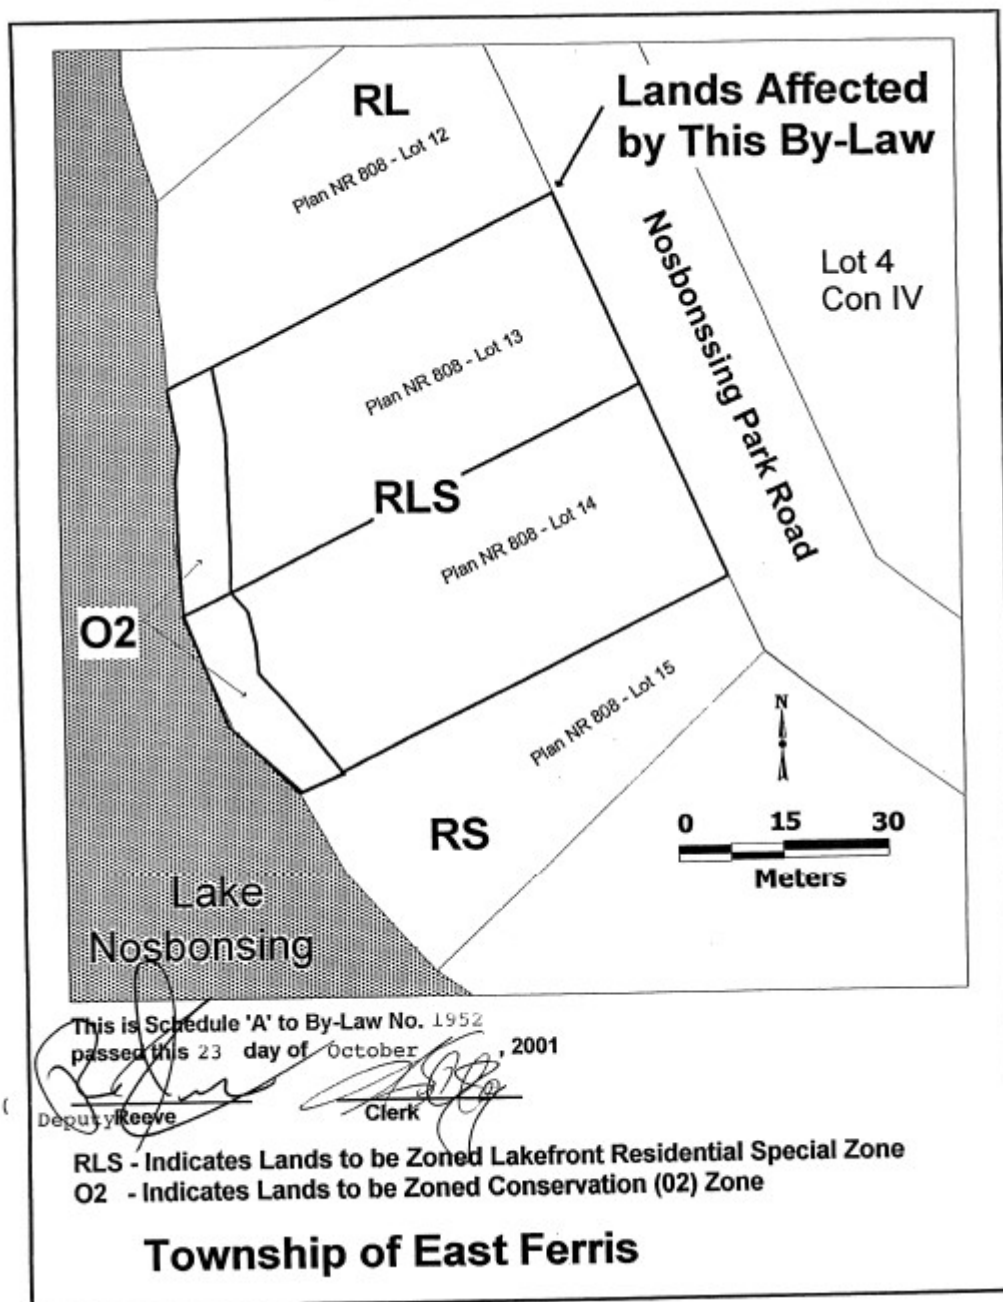 RL
Lands Affected
by This By-Law
Plan NR 808 - Lot 12
Nosbonssing Park Road
Lot 4
Con IV
Plan NR 808 - Lot 13
RLS
Plan NR 808 - Lot 14
O2
Plan NR 808 - Lot 15
N
RS
0 15 30
Meters
Lake
Nosbonsing
This is Schedule 'A' to By-Law No. 1952
passed this 23 day of October, 2001
Deputy Reeve
Clerk
RLS - Indicates Lands to be Zoned Lakefront Residential Special Zone
O2 - Indicates Lands to be Zoned Conservation (02) Zone
Township of East Ferris